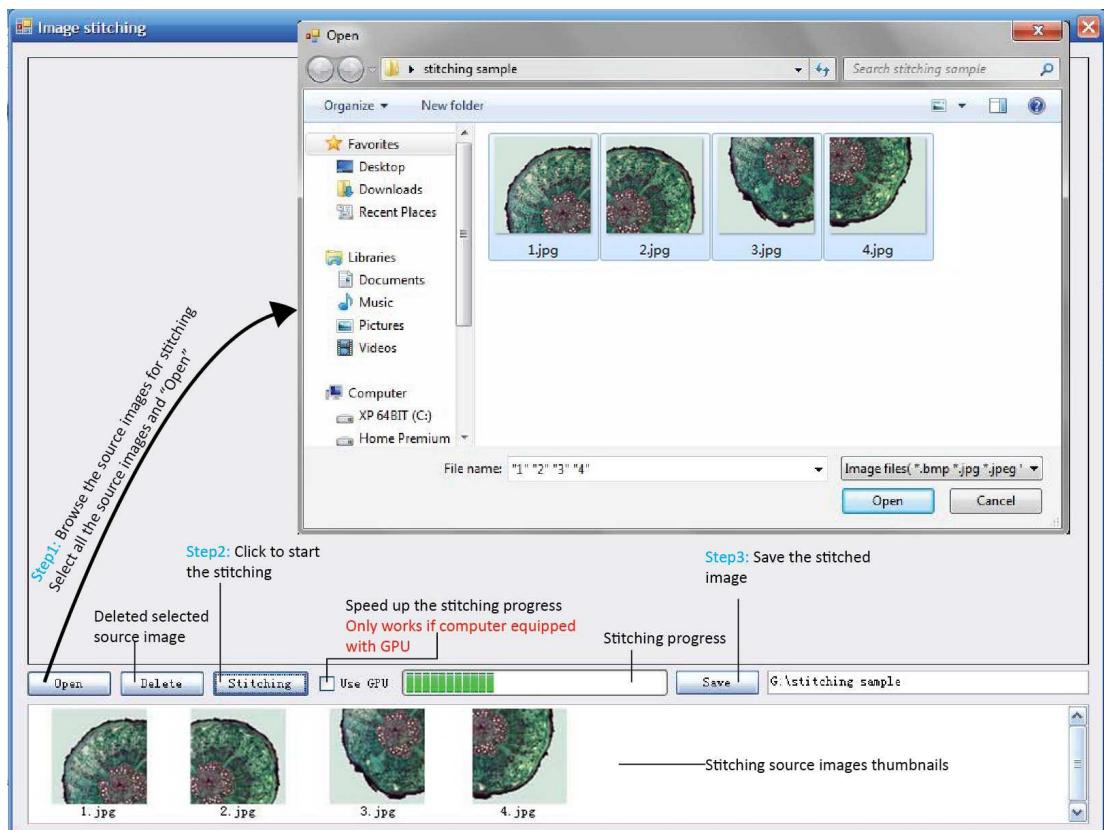 Image stitching
Open
stitching sample
Search stitching sample
Organize
New folder
Favorites
Desktop
Downloads
Recent Places
Libraries
Documents
Music
Pictures
Videos
Computer
XP 64BIT (C:)
Home Premium
1.jpg
2.jpg
3.jpg
4.jpg
File name:
"1" "2" "3" "4"
Image files( *.bmp *.jpg *.jpeg '
Open
Cancel
Step1: Browse the source images for stitching
Select all the source images and "Open"
Step2: Click to start
the stitching
Step3: Save the stitched
image
Deleted selected
source image
Speed up the stitching progress
Only works if computer equipped
with GPU
Stitching progress
Open
Delete
Stitching
Use GPU
Save
G:\stitching sample
1.jpg
2.jpg
3.jpg
4.jpg
Stitching source images thumbnails